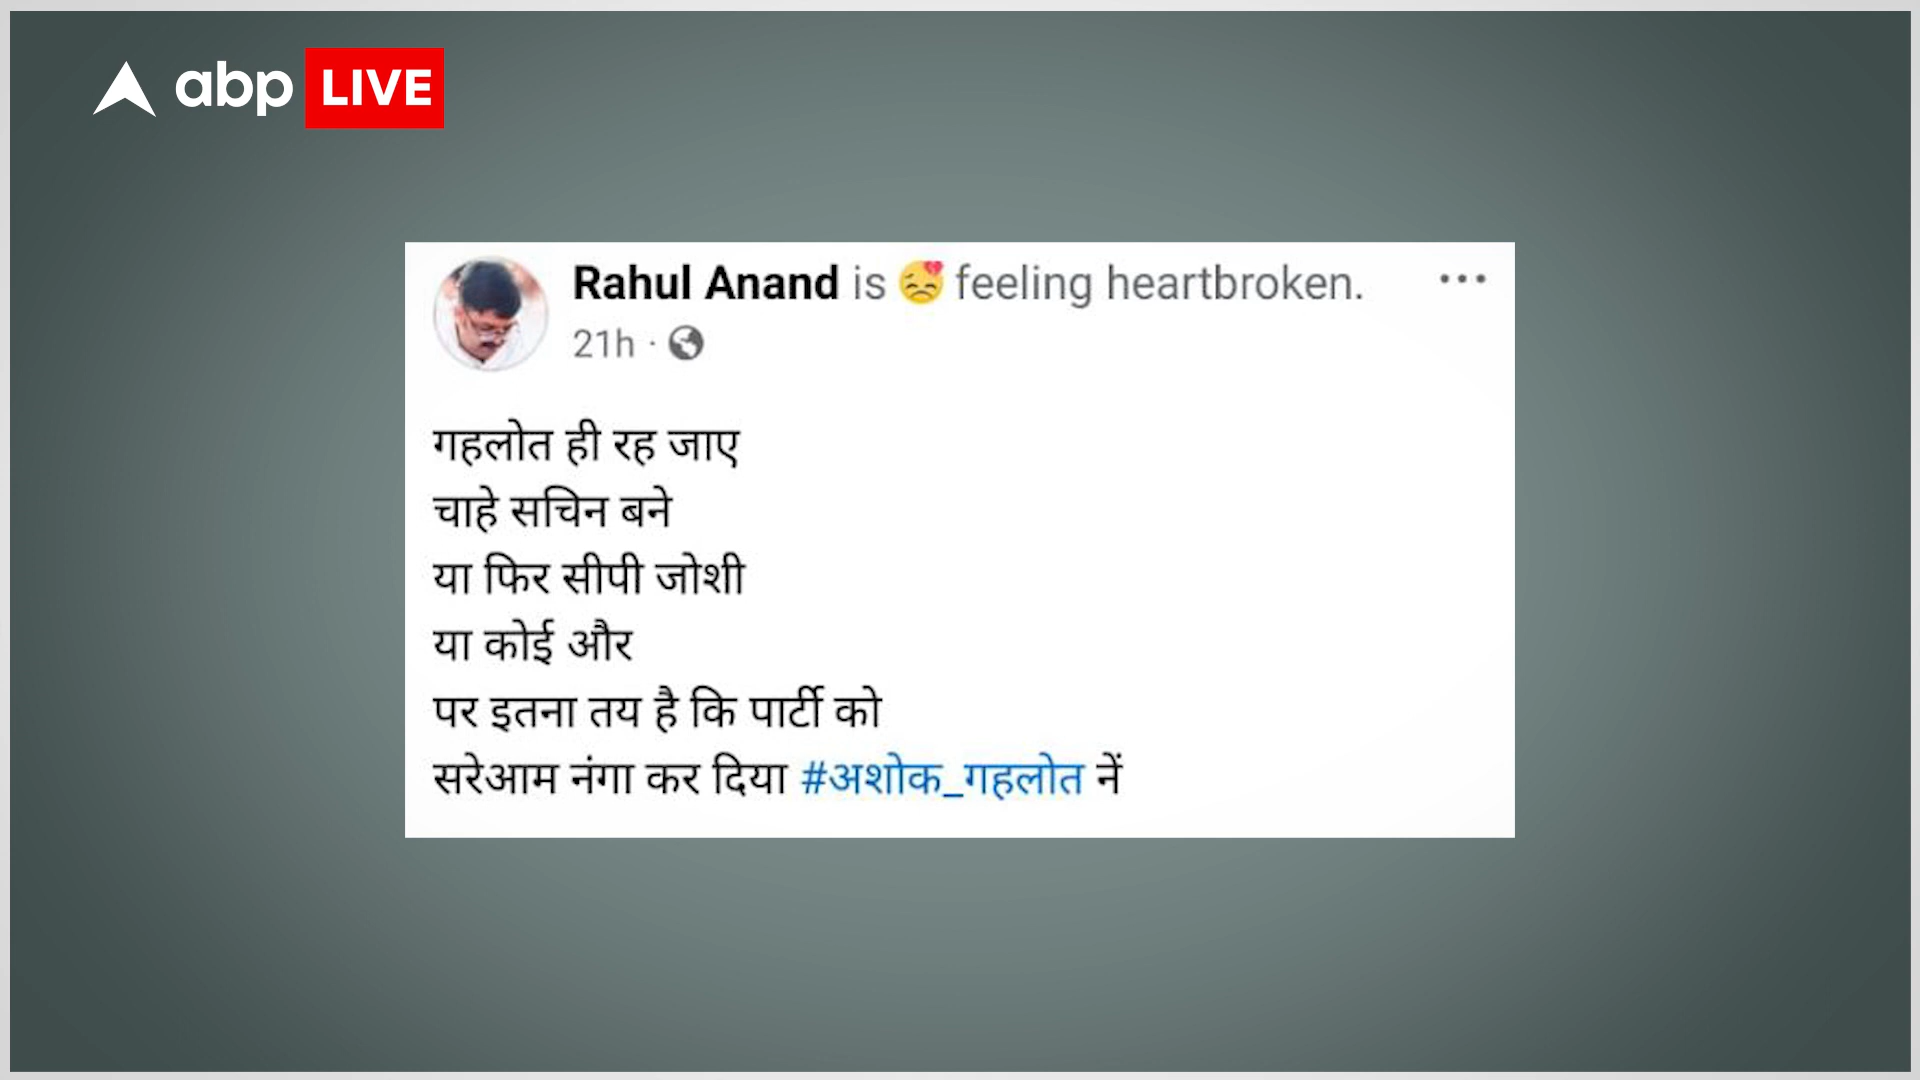 abp LIVE
Rahul Anand is 😞 feeling heartbroken.
21h ·
गहलोत ही रह जाए
चाहे सचिन बने
या फिर सीपी जोशी
या कोई और
पर इतना तय है कि पार्टी को
सरेआम नंगा कर दिया #अशोक_गहलोत नें